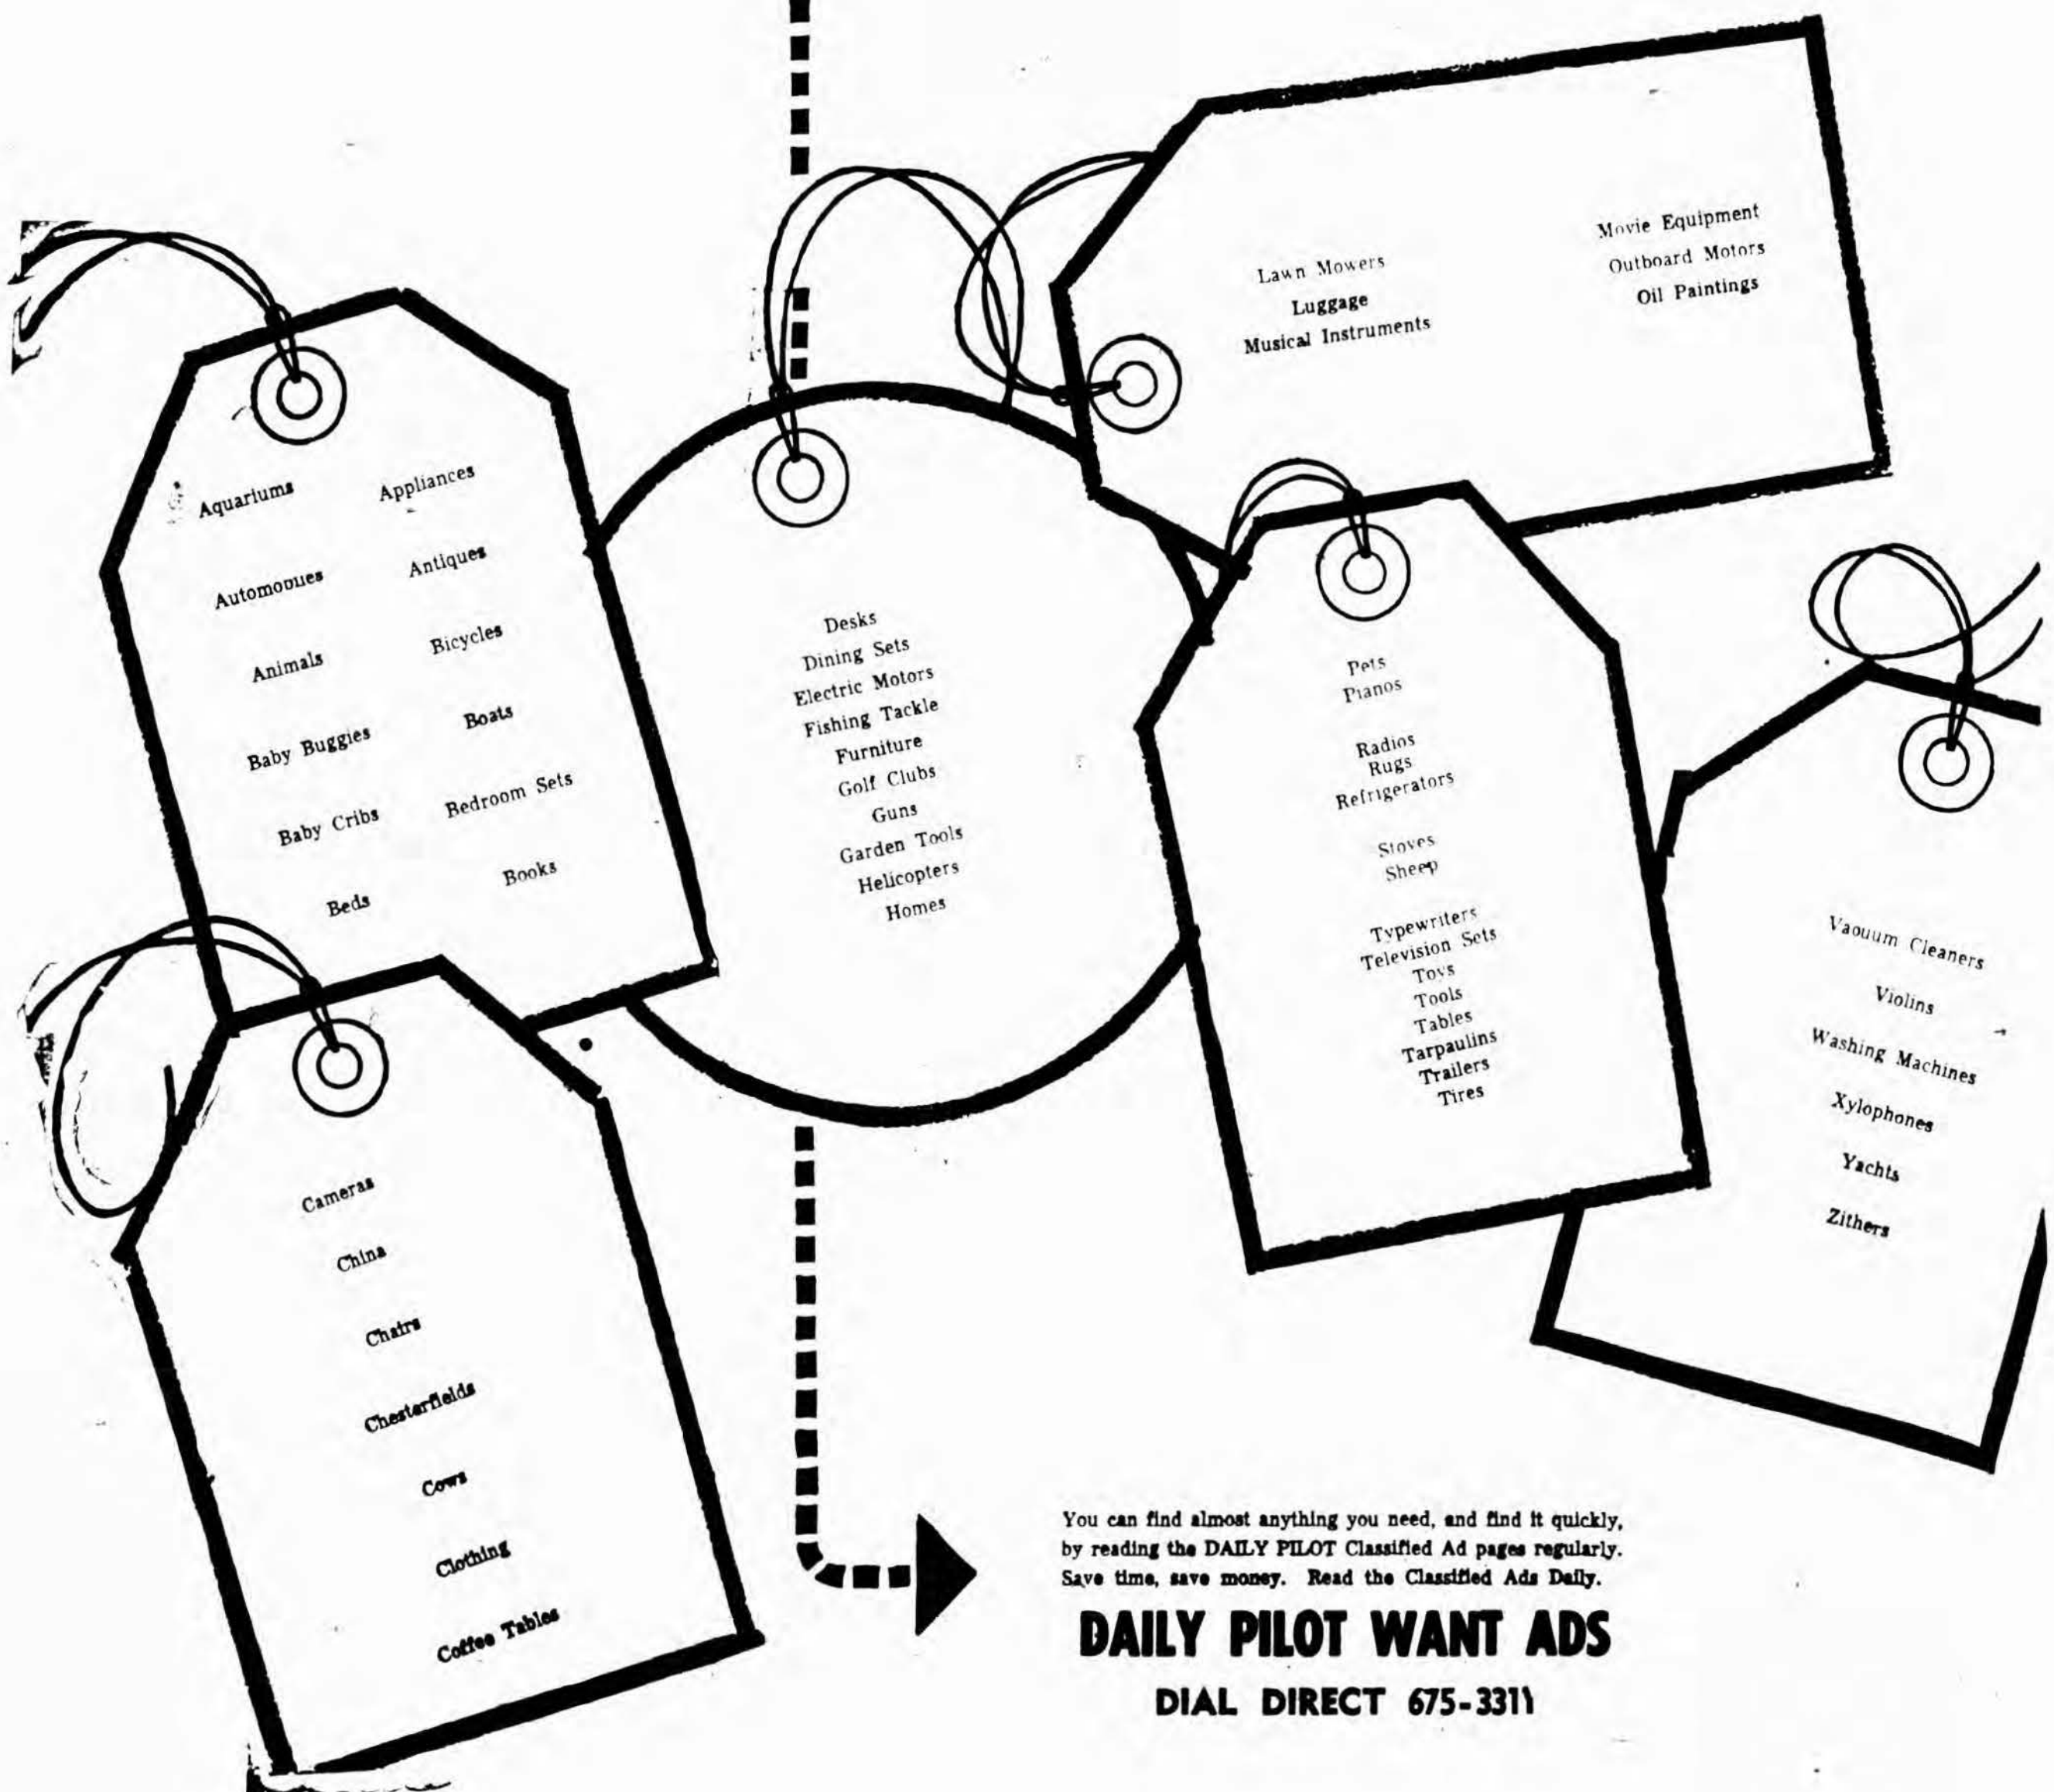 Aquariums
Appliances
Automobiles
Antiques
Animals
Bicycles
Baby Buggies
Boats
Baby Cribs
Bedroom Sets
Beds
Books
Cameras
China
Chairs
Chesterfields
Cows
Clothing
Coffee Tables
Desks
Dining Sets
Electric Motors
Fishing Tackle
Furniture
Golf Clubs
Guns
Garden Tools
Helicopters
Homes
Lawn Mowers
Luggage
Musical Instruments
Movie Equipment
Outboard Motors
Oil Paintings
Pets
Pianos
Radios
Rugs
Refrigerators
Stoves
Sheep
Typewriters
Television Sets
Toys
Tools
Tables
Tarpaulins
Trailers
Tires
Vaouum Cleaners
Violins
Washing Machines
Xylophones
Yachts
Zithers
You can find almost anything you need, and find it quickly,
by reading the DAILY PILOT Classified Ad pages regularly.
Save time, save money. Read the Classified Ads Daily.
DAILY PILOT WANT ADS
DIAL DIRECT 675-3311